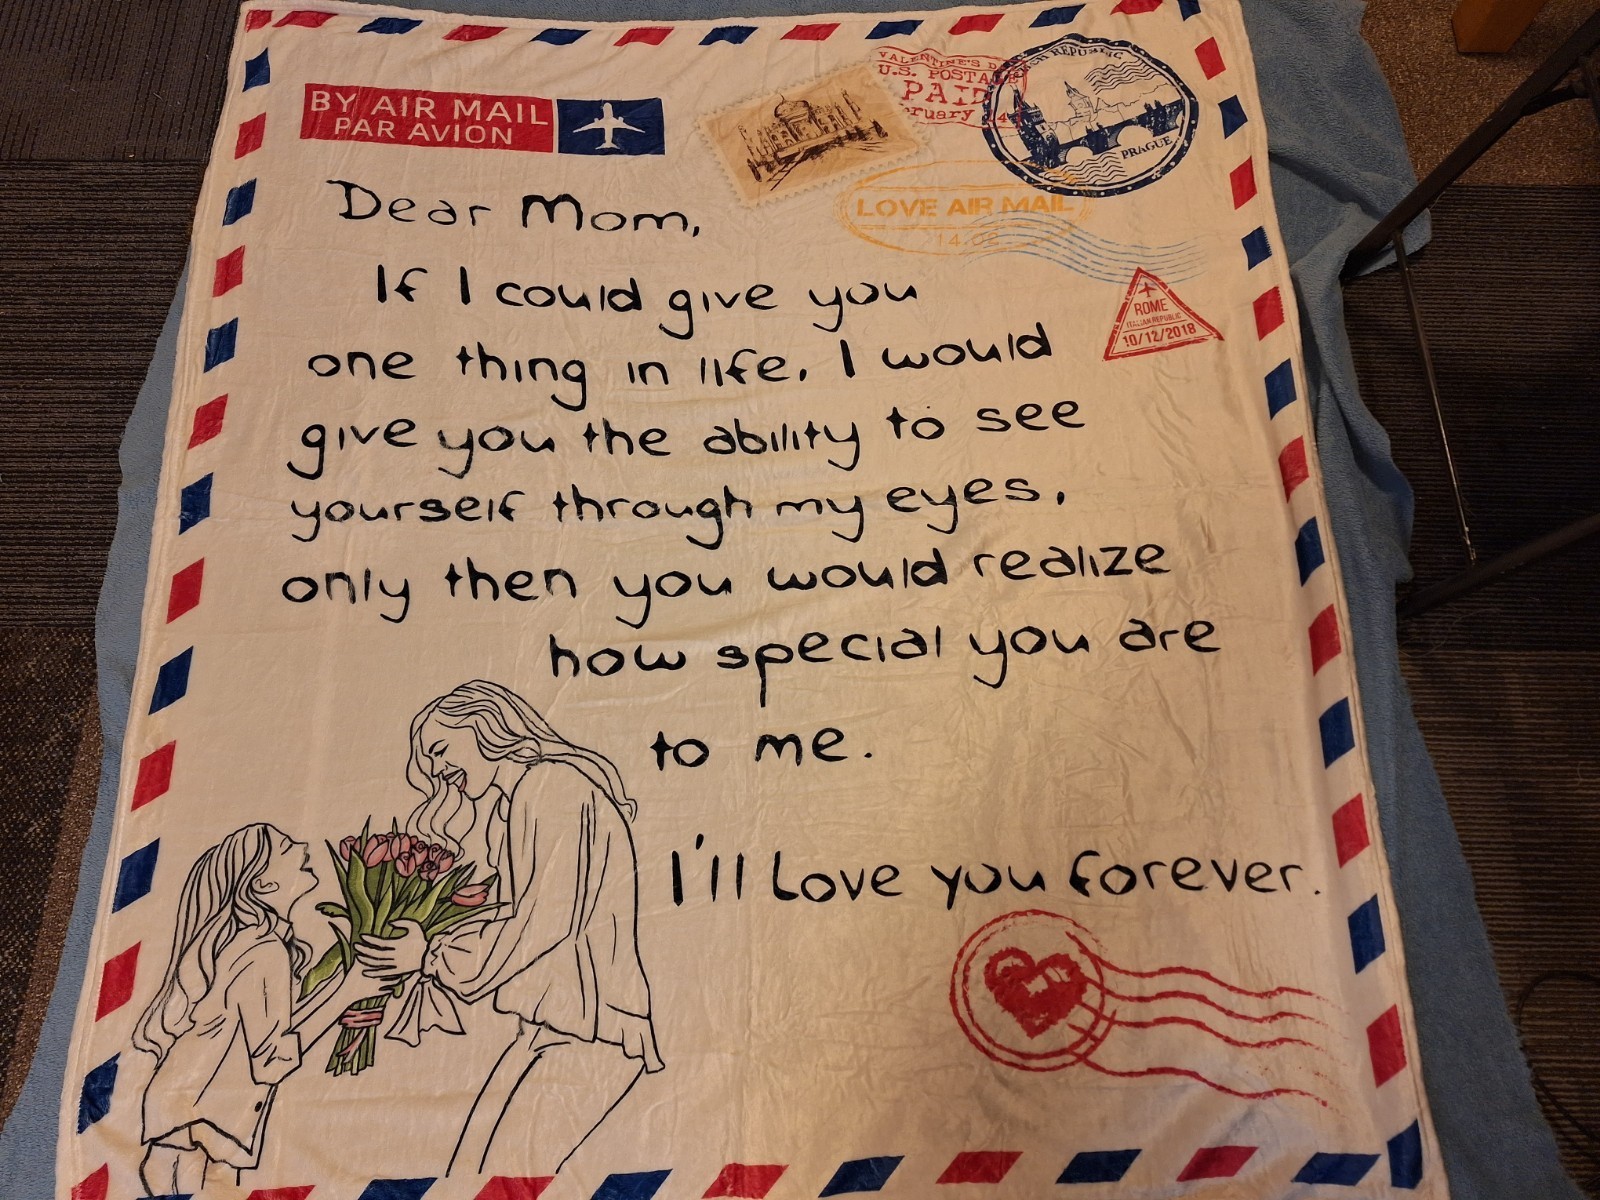 BY AIR MAIL
PAR AVION
VALENTINE'S
U.S. POSTAGE
PAID
REPUBLIC
PRAGUE
LOVE AIR MAIL
ROME
ITALIAN REPUBLIC
10/12/2018
Dear Mom,
If I could give you
one thing in life, I would
give you the ability to see
yourself through my eyes,
only then you would realize
how special you are
to me.
I'll Love you forever.